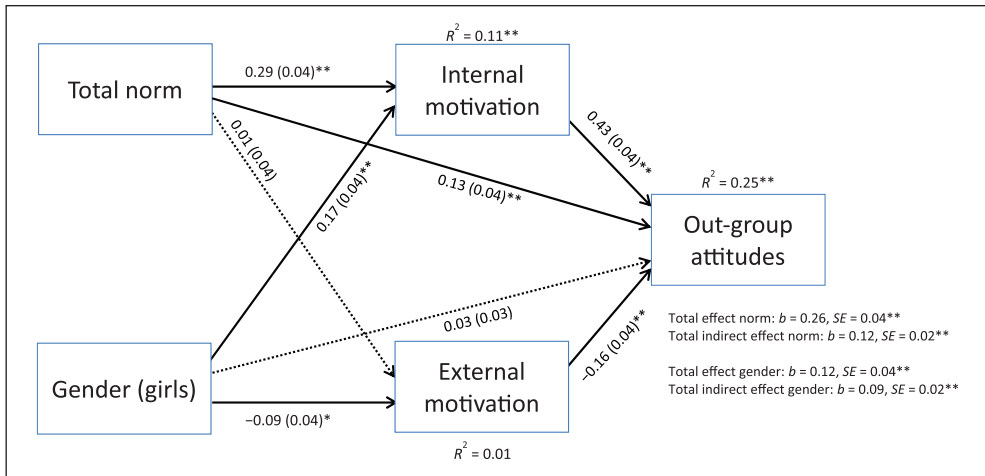 R² = 0.11**
Total norm
0.29 (0.04)**
Internal
motivation
0.01 (0.04)
0.17 (0.04)**
0.13 (0.04)**
0.43 (0.04)**
R² = 0.25**
Out-group
attitudes
0.03 (0.03)
−0.16 (0.04)**
Total effect norm: b = 0.26, SE = 0.04**
Total indirect effect norm: b = 0.12, SE = 0.02**
Total effect gender: b = 0.12, SE = 0.04**
Total indirect effect gender: b = 0.09, SE = 0.02**
Gender (girls)
−0.09 (0.04)*
External
motivation
R² = 0.01